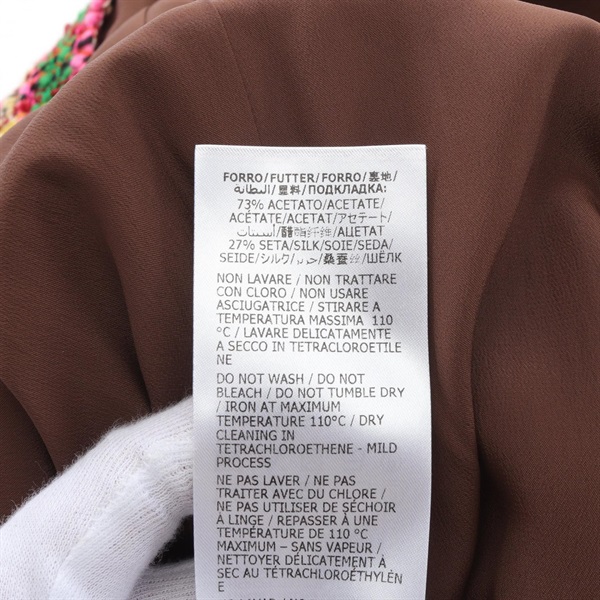 FORRO/FUTTER/FORRO/裏地/
البطانة/塑料/ПОДКЛАДКА:
73% ACETATO/ACETATE/
ACÉTATE/ACETAT/アセテート/
أسيتات/醋酯纤维/АЦЕТАТ
27% SETA/SILK/SOIE/SEDA/
SEIDE/シルク/حرير/桑蚕丝/ШЁЛК
NON LAVARE / NON TRATTARE
CON CLORO / NON USARE
ASCIUGATRICE / STIRARE A
TEMPERATURA MASSIMA 110
°C / LAVARE DELICATAMENTE
A SECCO IN TETRACLOROETILE
NE
DO NOT WASH / DO NOT
BLEACH / DO NOT TUMBLE DRY
/ IRON AT MAXIMUM
TEMPERATURE 110°C / DRY
CLEANING IN
TETRACHLOROETHENE - MILD
PROCESS
NE PAS LAVER / NE PAS
TRAITER AVEC DU CHLORE /
NE PAS UTILISER DE SÉCHOIR
À LINGE / REPASSER À UNE
TEMPÉRATURE DE 110 °C
MAXIMUM – SANS VAPEUR /
NETTOYER DÉLICATEMENT À
SEC AU TÉTRACHLOROÉTHYLÈN
E